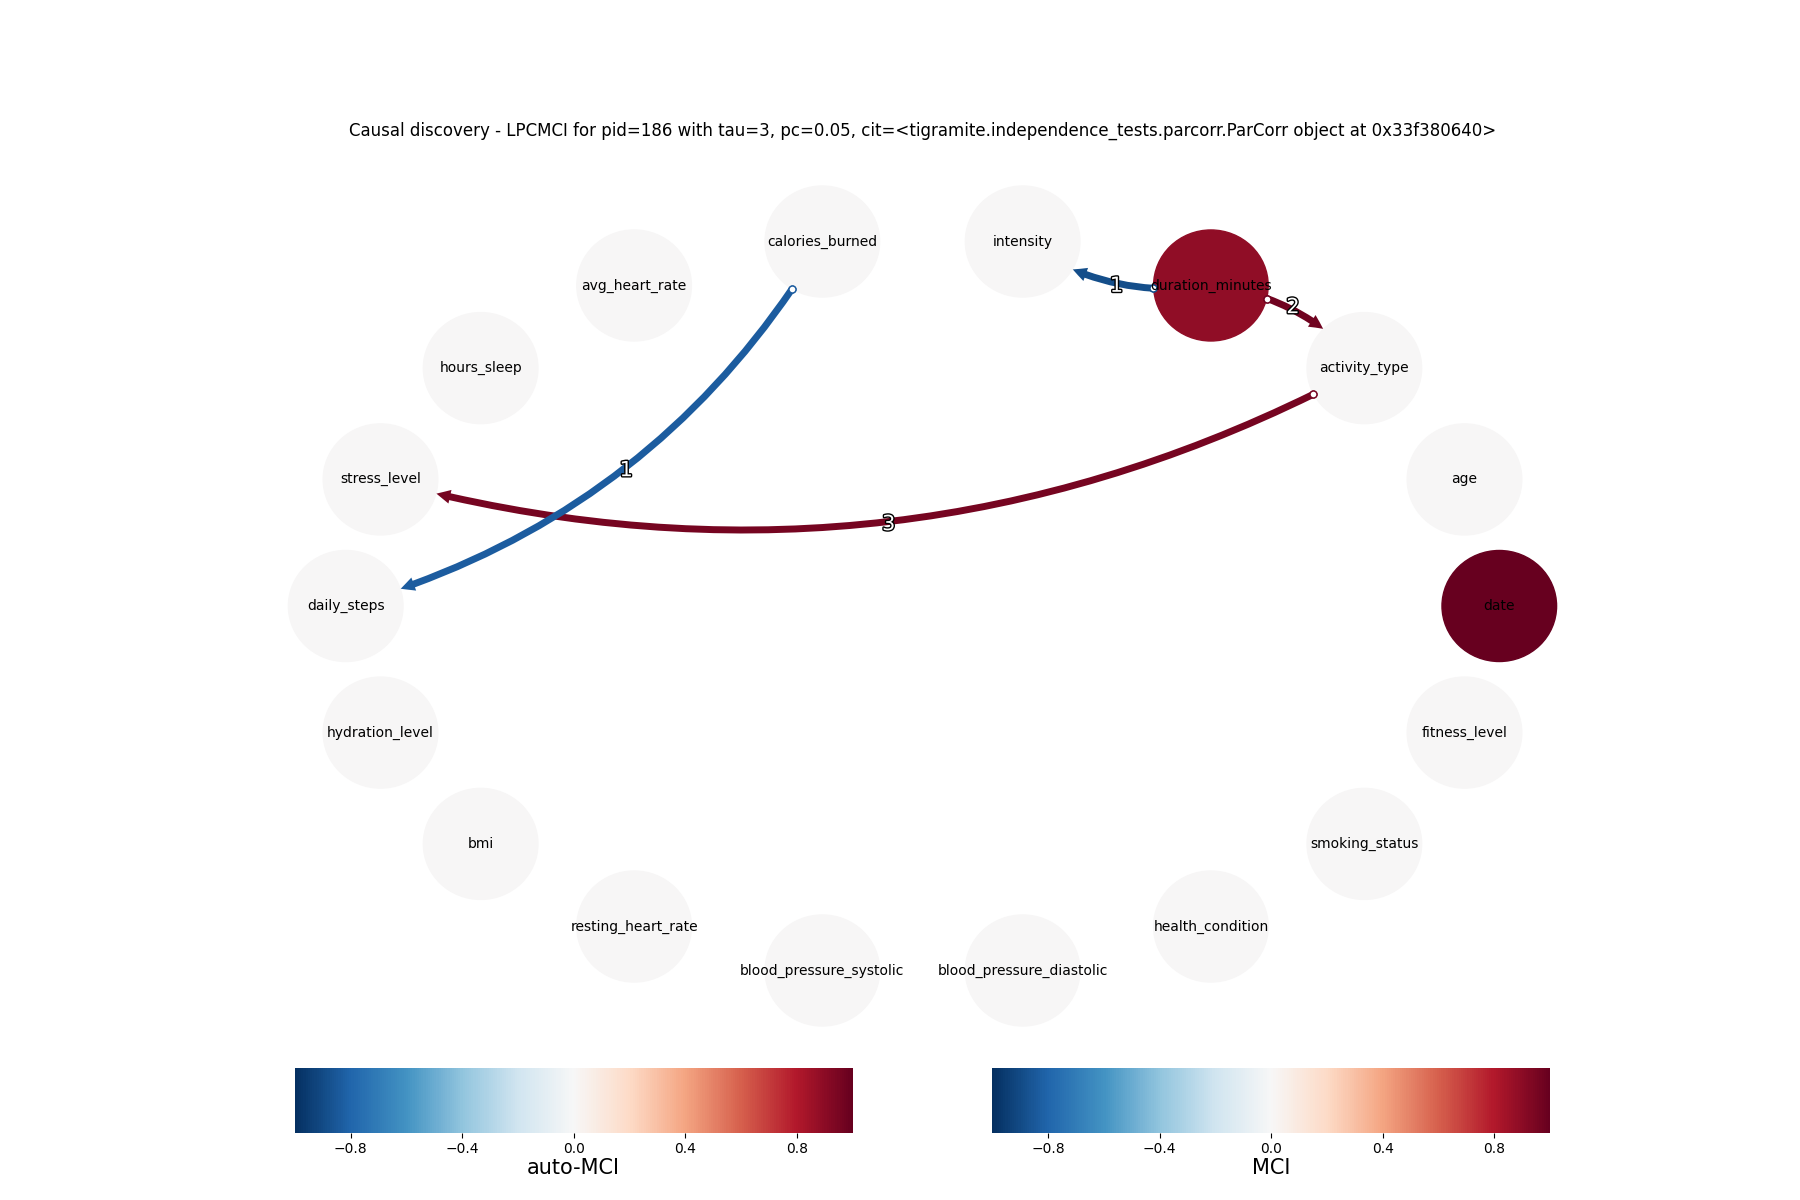 Causal discovery - LPCMCI for pid=186 with tau=3, pc=0.05, cit=<tigramite.independence_tests.parcorr.ParCorr object at 0x33f380640>
calories_burned
intensity
avg_heart_rate
1
duration_minutes
2
hours_sleep
activity_type
stress_level
1
3
age
daily_steps
date
hydration_level
fitness_level
bmi
smoking_status
resting_heart_rate
health_condition
blood_pressure_systolic
blood_pressure_diastolic
−0.8 −0.4 0.0 0.4 0.8
auto-MCI
−0.8 −0.4 0.0 0.4 0.8
MCI